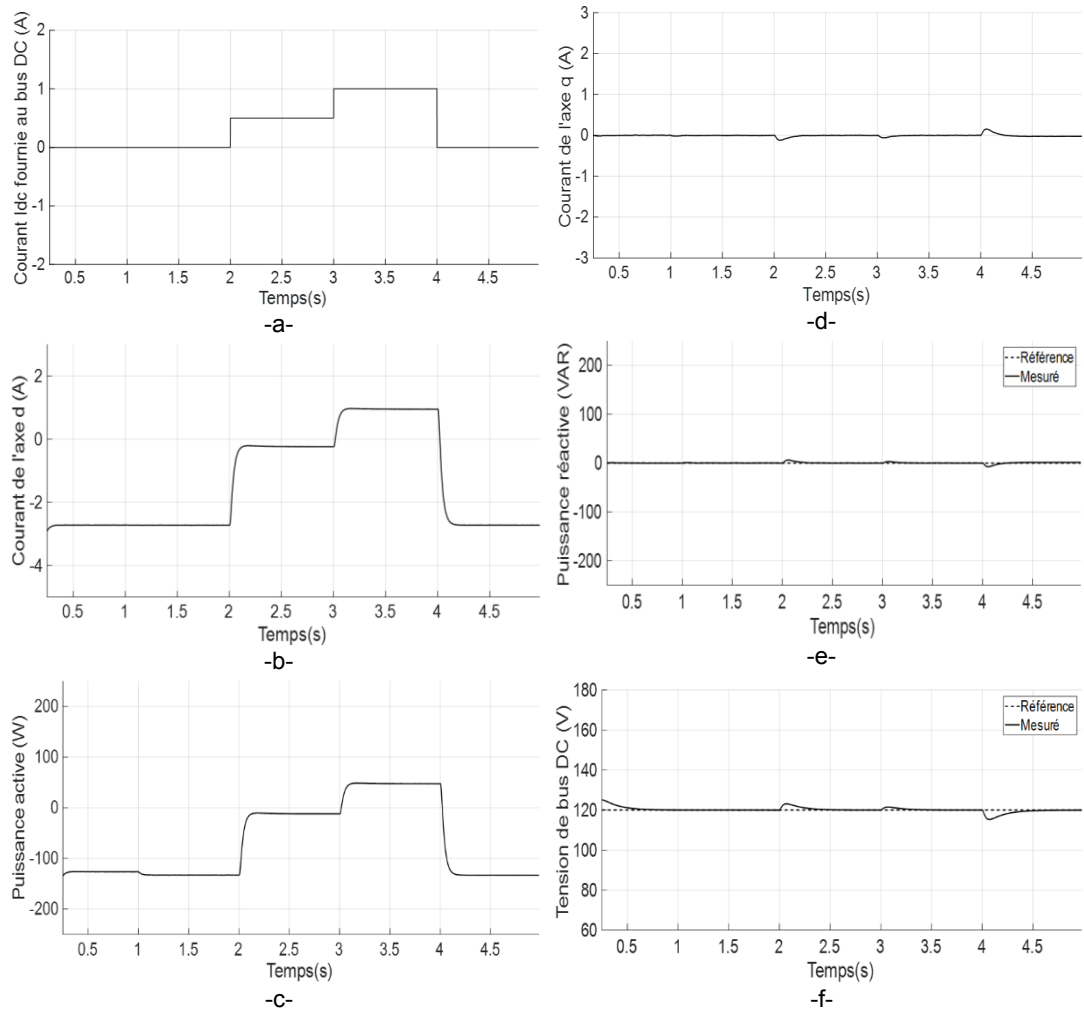 Courant Idc fournie au bus DC (A)
2
1
0
-1
-2
0.5 1 1.5 2 2.5 3 3.5 4 4.5
Temps(s)
-a-
Courant de l'axe q (A)
3
2
1
0
-1
-2
-3
0.5 1 1.5 2 2.5 3 3.5 4 4.5
Temps(s)
-d-
Courant de l'axe d (A)
2
0
-2
-4
0.5 1 1.5 2 2.5 3 3.5 4 4.5
Temps(s)
-b-
Puissance réactive (VAR)
200
100
0
-100
-200
Référence
Mesuré
0.5 1 1.5 2 2.5 3 3.5 4 4.5
Temps(s)
-e-
Puissance active (W)
200
100
0
-100
-200
0.5 1 1.5 2 2.5 3 3.5 4 4.5
Temps(s)
-c-
Tension de bus DC (V)
180
160
140
120
100
80
60
Référence
Mesuré
0.5 1 1.5 2 2.5 3 3.5 4 4.5
Temps(s)
-f-